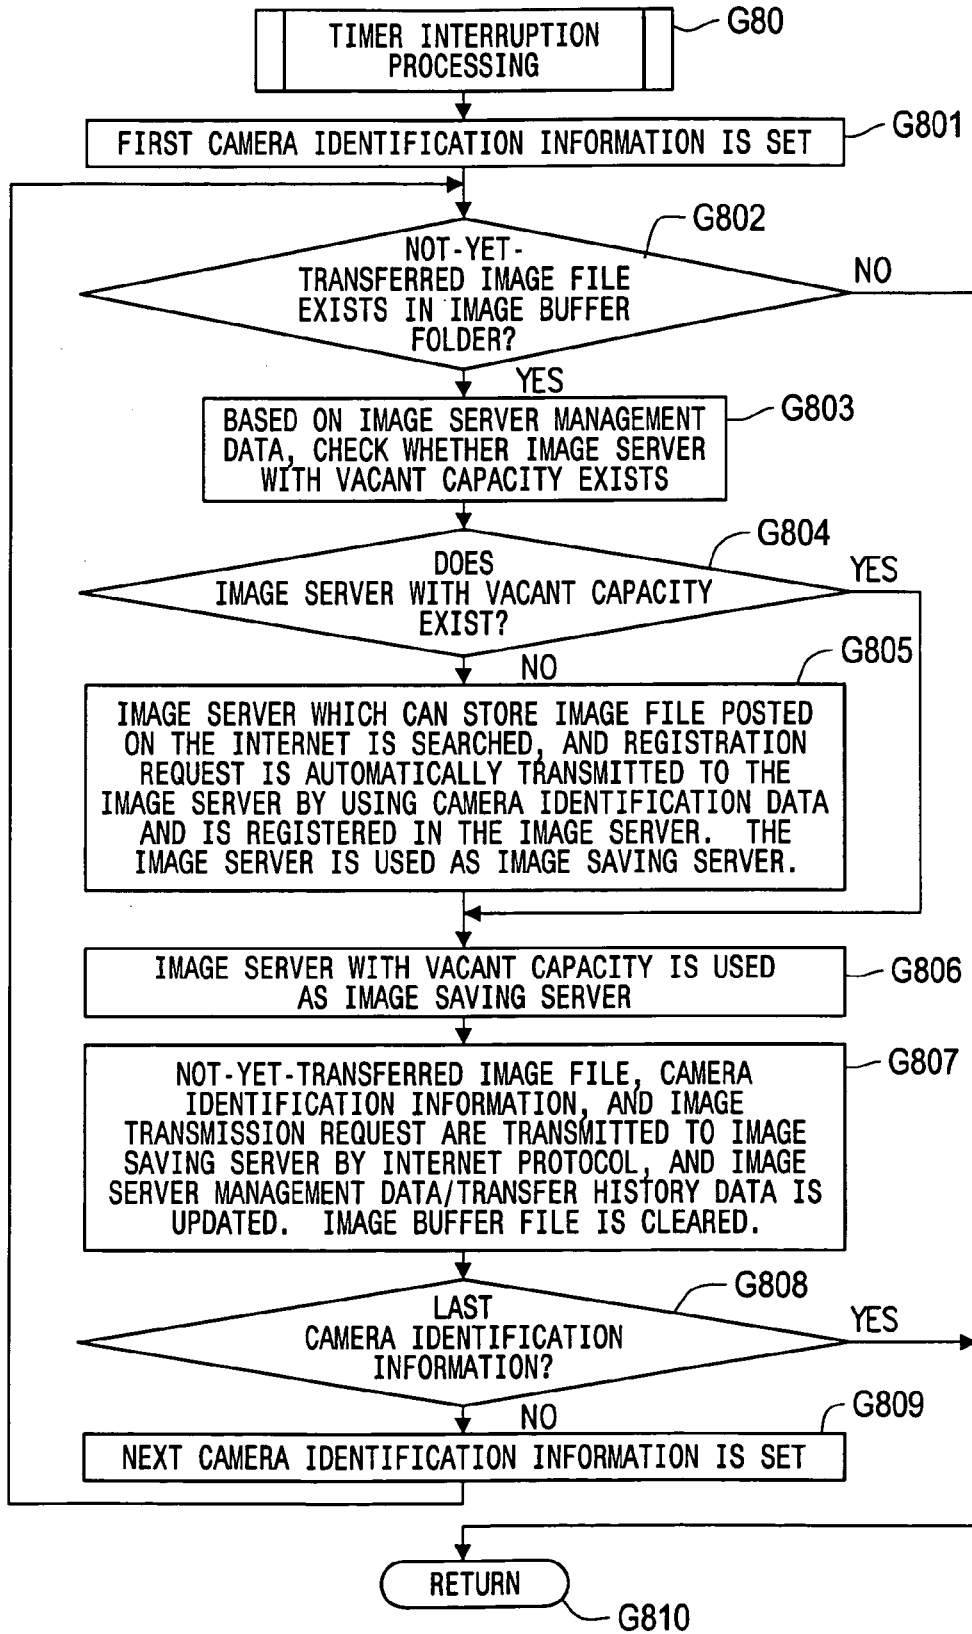 TIMER INTERRUPTION
PROCESSING
G80
FIRST CAMERA IDENTIFICATION INFORMATION IS SET
G801
G802
NOT-YET-
TRANSFERRED IMAGE FILE
EXISTS IN IMAGE BUFFER
FOLDER?
NO
YES
BASED ON IMAGE SERVER MANAGEMENT
DATA, CHECK WHETHER IMAGE SERVER
WITH VACANT CAPACITY EXISTS
G803
G804
DOES
IMAGE SERVER WITH VACANT CAPACITY
EXIST?
YES
NO
G805
IMAGE SERVER WHICH CAN STORE IMAGE FILE POSTED
ON THE INTERNET IS SEARCHED, AND REGISTRATION
REQUEST IS AUTOMATICALLY TRANSMITTED TO THE
IMAGE SERVER BY USING CAMERA IDENTIFICATION DATA
AND IS REGISTERED IN THE IMAGE SERVER. THE
IMAGE SERVER IS USED AS IMAGE SAVING SERVER.
IMAGE SERVER WITH VACANT CAPACITY IS USED
AS IMAGE SAVING SERVER
G806
NOT-YET-TRANSFERRED IMAGE FILE, CAMERA
IDENTIFICATION INFORMATION, AND IMAGE
TRANSMISSION REQUEST ARE TRANSMITTED TO IMAGE
SAVING SERVER BY INTERNET PROTOCOL, AND IMAGE
SERVER MANAGEMENT DATA/TRANSFER HISTORY DATA IS
UPDATED. IMAGE BUFFER FILE IS CLEARED.
G807
G808
LAST
CAMERA IDENTIFICATION
INFORMATION?
YES
NO
G809
NEXT CAMERA IDENTIFICATION INFORMATION IS SET
RETURN
G810